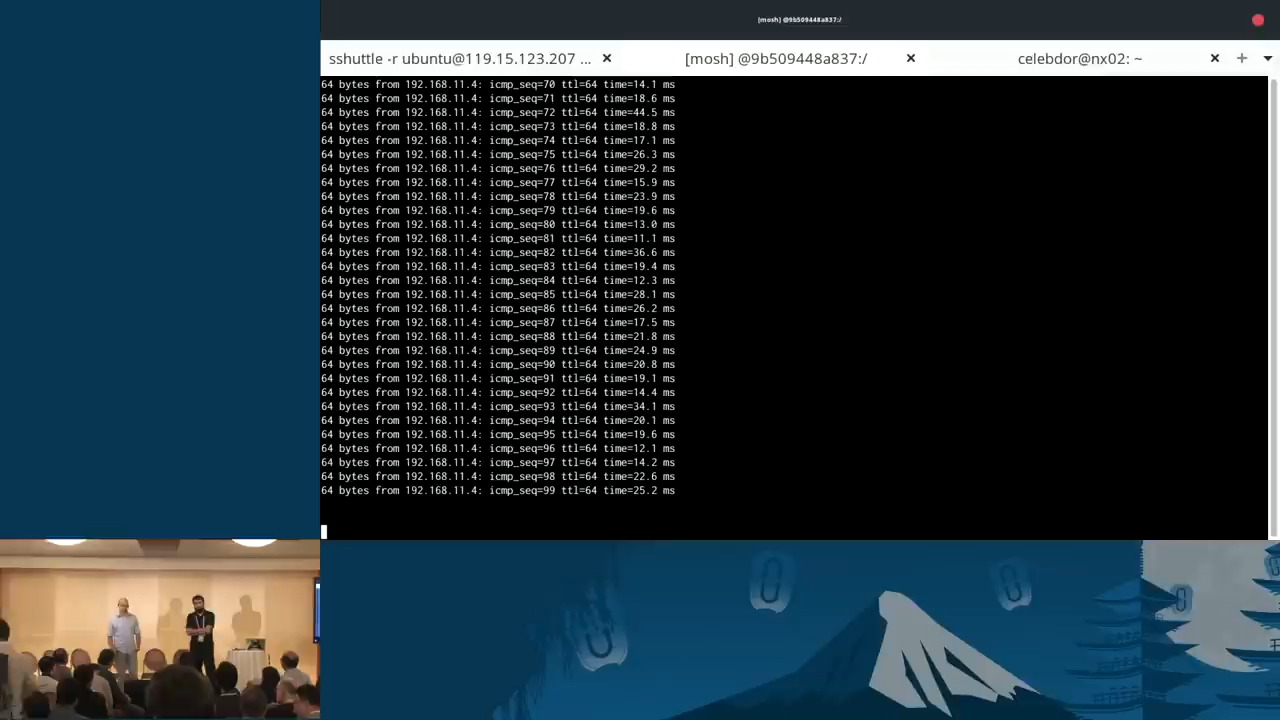 [mosh] @9b509448a837:/
sshuttle -r ubuntu@119.15.123.207 ...
[mosh] @9b509448a837:/
celebdor@nx02: ~
64 bytes from 192.168.11.4: icmp_seq=70 ttl=64 time=14.1 ms
64 bytes from 192.168.11.4: icmp_seq=71 ttl=64 time=18.6 ms
64 bytes from 192.168.11.4: icmp_seq=72 ttl=64 time=44.5 ms
64 bytes from 192.168.11.4: icmp_seq=73 ttl=64 time=18.8 ms
64 bytes from 192.168.11.4: icmp_seq=74 ttl=64 time=17.1 ms
64 bytes from 192.168.11.4: icmp_seq=75 ttl=64 time=26.3 ms
64 bytes from 192.168.11.4: icmp_seq=76 ttl=64 time=29.2 ms
64 bytes from 192.168.11.4: icmp_seq=77 ttl=64 time=15.9 ms
64 bytes from 192.168.11.4: icmp_seq=78 ttl=64 time=23.9 ms
64 bytes from 192.168.11.4: icmp_seq=79 ttl=64 time=19.6 ms
64 bytes from 192.168.11.4: icmp_seq=80 ttl=64 time=13.0 ms
64 bytes from 192.168.11.4: icmp_seq=81 ttl=64 time=11.1 ms
64 bytes from 192.168.11.4: icmp_seq=82 ttl=64 time=36.6 ms
64 bytes from 192.168.11.4: icmp_seq=83 ttl=64 time=19.4 ms
64 bytes from 192.168.11.4: icmp_seq=84 ttl=64 time=12.3 ms
64 bytes from 192.168.11.4: icmp_seq=85 ttl=64 time=28.1 ms
64 bytes from 192.168.11.4: icmp_seq=86 ttl=64 time=26.2 ms
64 bytes from 192.168.11.4: icmp_seq=87 ttl=64 time=17.5 ms
64 bytes from 192.168.11.4: icmp_seq=88 ttl=64 time=21.8 ms
64 bytes from 192.168.11.4: icmp_seq=89 ttl=64 time=24.9 ms
64 bytes from 192.168.11.4: icmp_seq=90 ttl=64 time=20.8 ms
64 bytes from 192.168.11.4: icmp_seq=91 ttl=64 time=19.1 ms
64 bytes from 192.168.11.4: icmp_seq=92 ttl=64 time=14.4 ms
64 bytes from 192.168.11.4: icmp_seq=93 ttl=64 time=34.1 ms
64 bytes from 192.168.11.4: icmp_seq=94 ttl=64 time=20.1 ms
64 bytes from 192.168.11.4: icmp_seq=95 ttl=64 time=19.6 ms
64 bytes from 192.168.11.4: icmp_seq=96 ttl=64 time=12.1 ms
64 bytes from 192.168.11.4: icmp_seq=97 ttl=64 time=14.2 ms
64 bytes from 192.168.11.4: icmp_seq=98 ttl=64 time=22.6 ms
64 bytes from 192.168.11.4: icmp_seq=99 ttl=64 time=25.2 ms